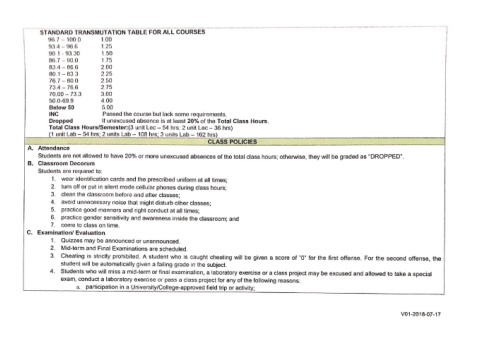 STANDARD TRANSMUTATION TABLE FOR ALL COURSES
96.7 – 100.0 1.00
93.4 – 96.6 1.25
90.1 - 93.30 1.50
86.7 – 90.0 1.75
83.4 – 86.6 2.00
80.1 – 83.3 2.25
76.7 – 80.0 2.50
73.4 – 76.6 2.75
70.00 – 73.3 3.00
50.0-69.9 4.00
Below 50 5.00
INC Passed the course but lack some requirements.
Dropped If unexcused absence is at least 20% of the Total Class Hours.
Total Class Hours/Semester:(3 unit Lec – 54 hrs; 2 unit Lec – 36 hrs)
(1 unit Lab – 54 hrs; 2 units Lab – 108 hrs; 3 units Lab – 162 hrs)
CLASS POLICIES
A. Attendance
Students are not allowed to have 20% or more unexcused absences of the total class hours; otherwise, they will be graded as "DROPPED".
B. Classroom Decorum
Students are required to:
1. wear identification cards and the prescribed uniform at all times;
2. turn off or put in silent mode cellular phones during class hours;
3. clean the classroom before and after classes;
4. avoid unnecessary noise that might disturb other classes;
5. practice good manners and right conduct at all times;
6. practice gender sensitivity and awareness inside the classroom; and
7. come to class on time.
C. Examination/ Evaluation
1. Quizzes may be announced or unannounced.
2. Mid-term and Final Examinations are scheduled.
3. Cheating is strictly prohibited. A student who is caught cheating will be given a score of "0" for the first offense. For the second offense, the
student will be automatically given a failing grade in the subject.
4. Students who will miss a mid-term or final examination, a laboratory exercise or a class project may be excused and allowed to take a special
exam, conduct a laboratory exercise or pass a class project for any of the following reasons:
a. participation in a University/College-approved field trip or activity;
V01-2018-07-17